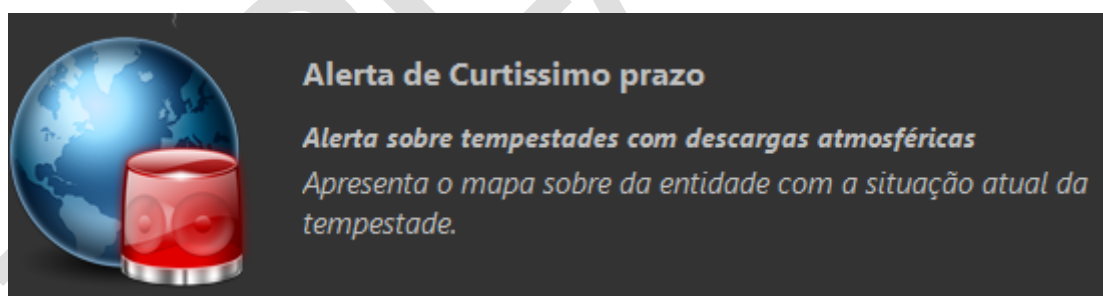 Alerta de Curtissimo prazo
Alerta sobre tempestades com descargas atmosféricas
Apresenta o mapa sobre da entidade com a situação atual da
tempestade.